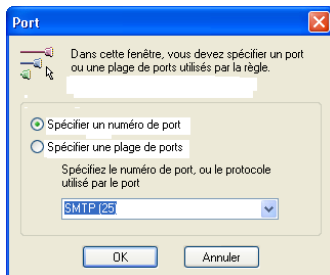 Port
Dans cette fenêtre, vous devez spécifier un port
ou une plage de ports utilisés par la règle.
Spécifier un numéro de port
Spécifier une plage de ports
Spécifiez le numéro de port, ou le protocole
utilisé par le port
SMTP (25)
OK
Annuler